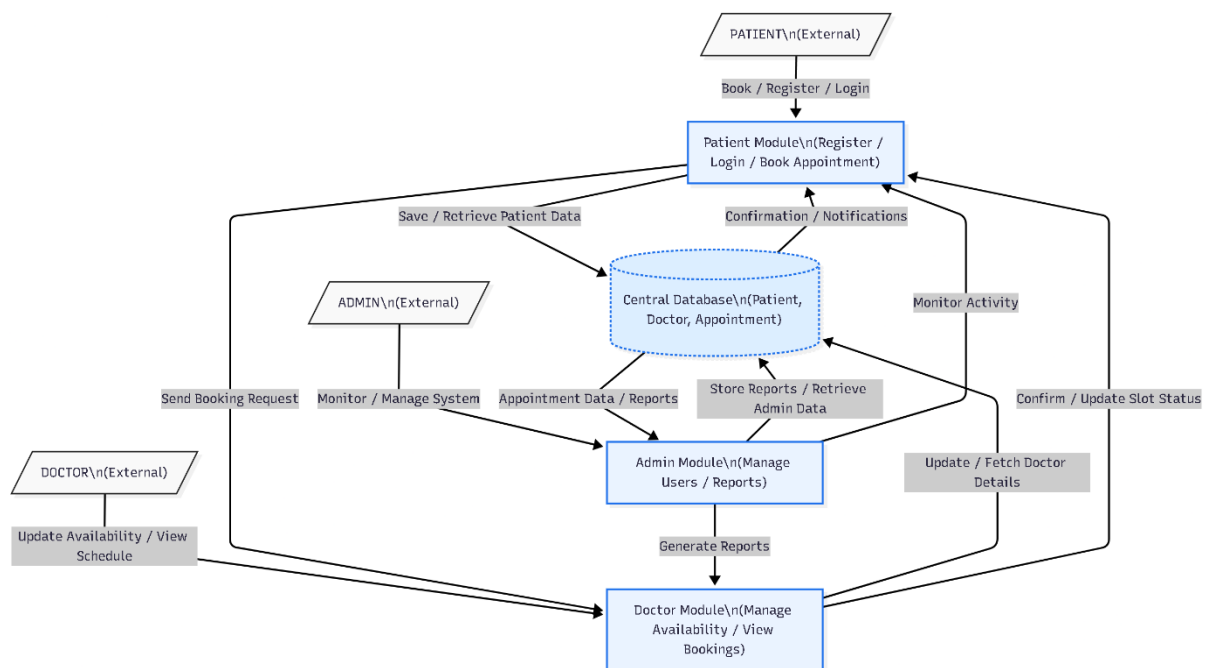 PATIENT\n(External)
Book / Register / Login
Patient Module\n(Register /
Login / Book Appointment)
Save / Retrieve Patient Data
Confirmation / Notifications
Central Database\n(Patient,
Doctor, Appointment)
ADMIN\n(External)
Monitor Activity
Send Booking Request
Monitor / Manage System
Appointment Data / Reports
Store Reports / Retrieve
Admin Data
Confirm / Update Slot Status
Admin Module\n(Manage
Users / Reports)
Update / Fetch Doctor
Details
DOCTOR\n(External)
Update Availability / View
Schedule
Generate Reports
Doctor Module\n(Manage
Availability / View
Bookings)